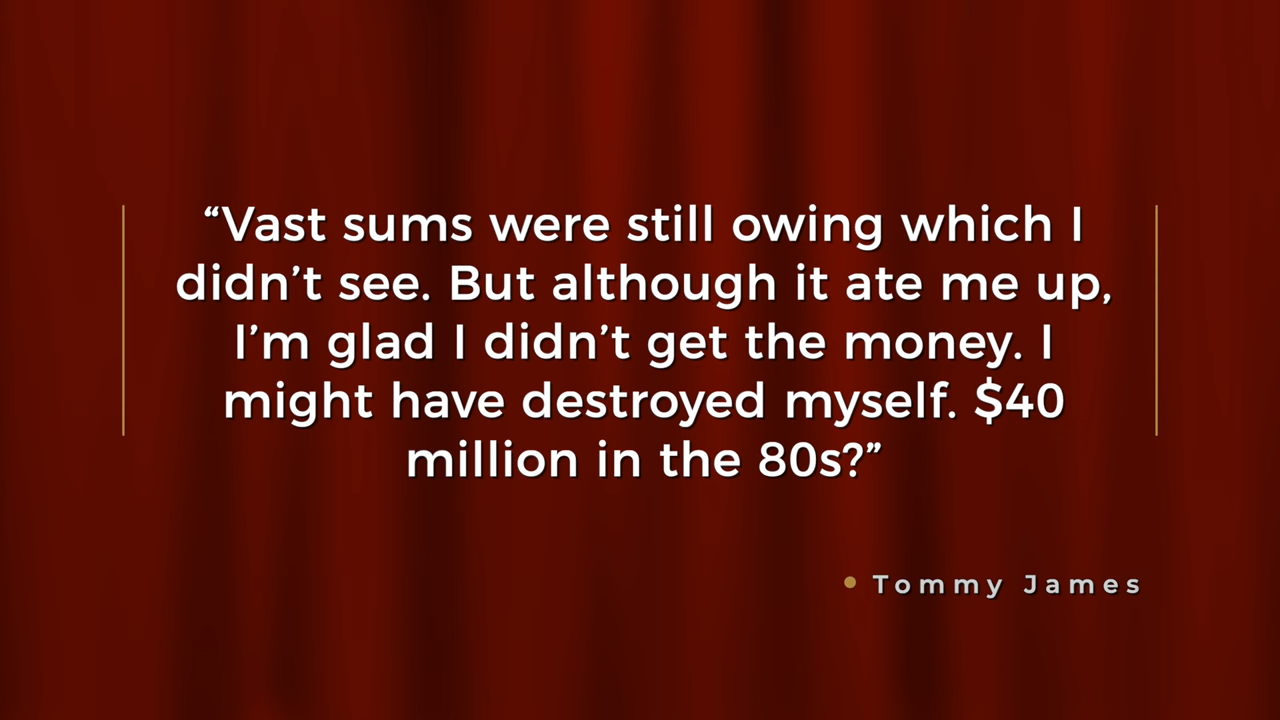 “Vast sums were still owing which I
didn’t see. But although it ate me up,
I’m glad I didn’t get the money. I
might have destroyed myself. $40
million in the 80s?”
Tommy James